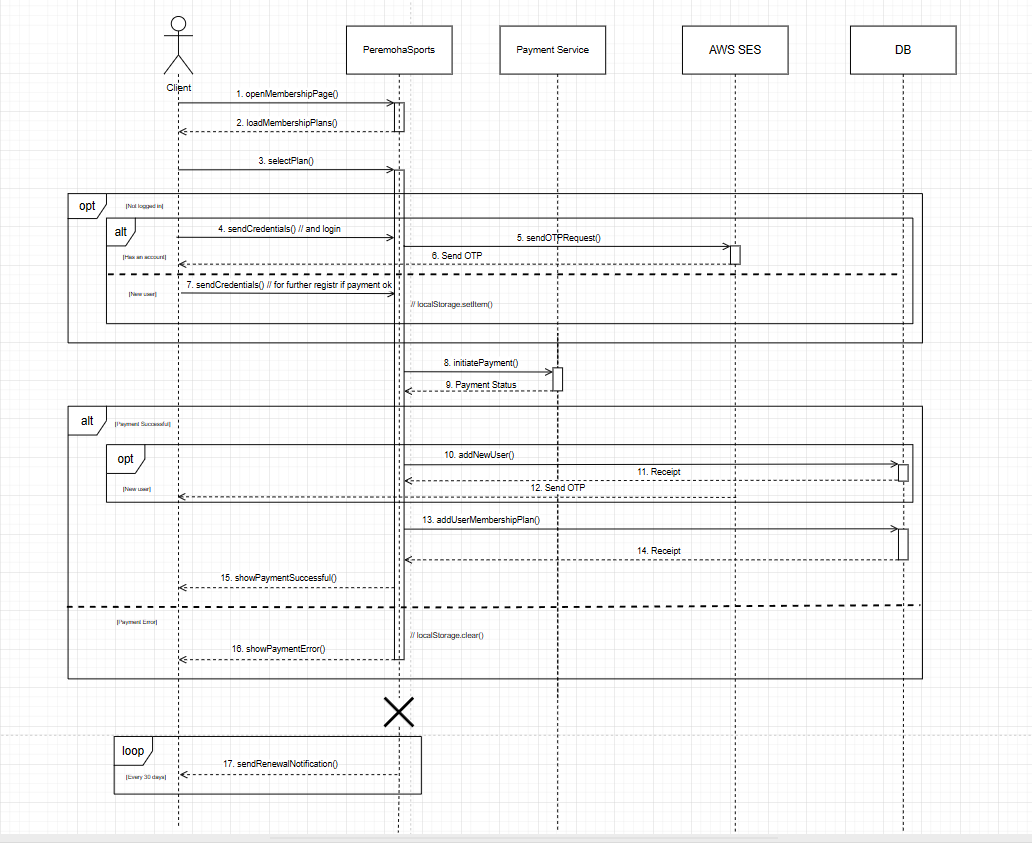 PeremohaSports
Payment Service
AWS SES
DB
Client
1. openMembershipPage()
2. loadMembershipPlans()
3. selectPlan()
opt
[Not logged in]
alt
4. sendCredentials() // and login
5. sendOTPRequest()
[Has an account]
6. Send OTP
7. sendCredentials() // for further registr if payment ok
[New user]
// localStorage.setItem()
8. initiatePayment()
9. Payment Status
alt
[Payment Successful]
opt
10. addNewUser()
11. Receipt
[New user]
12. Send OTP
13. addUserMembershipPlan()
14. Receipt
15. showPaymentSuccessful()
[Payment Error]
// localStorage.clear()
16. showPaymentError()
loop
17. sendRenewalNotification()
[Every 30 days]